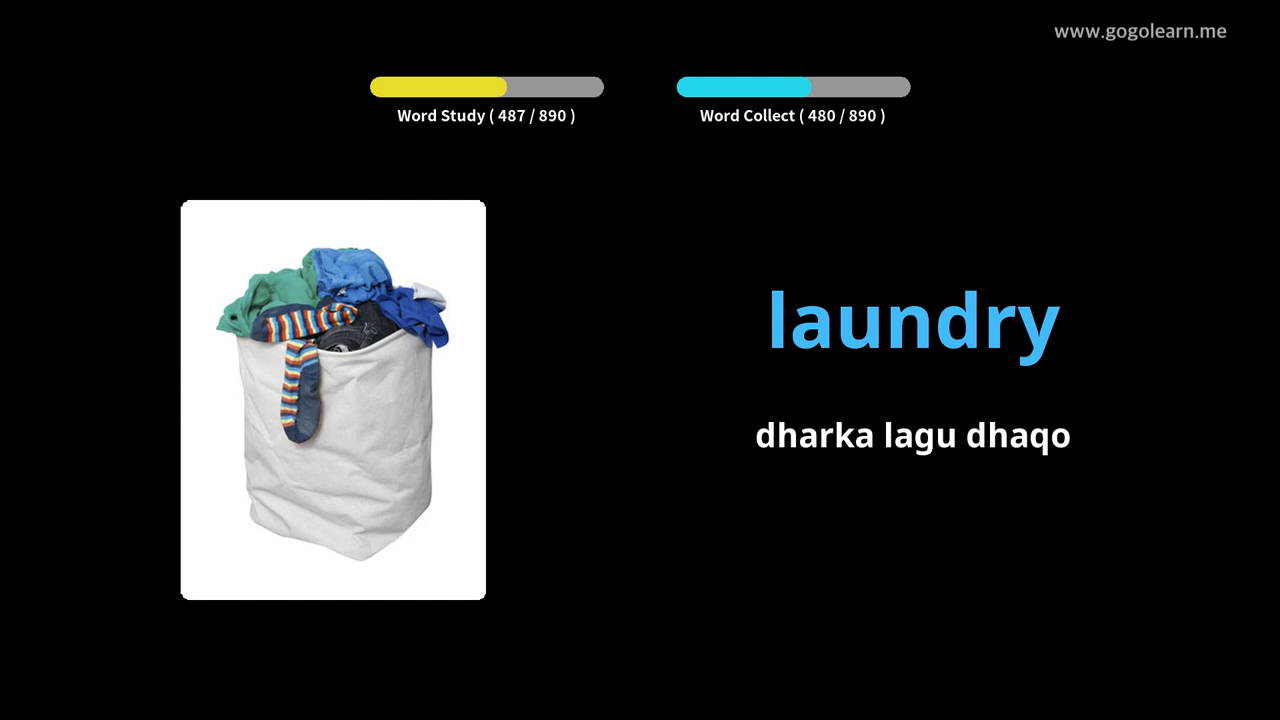 www.gogolearn.me
Word Study ( 487 / 890 )
Word Collect ( 480 / 890 )
laundry
dharka lagu dhaqo